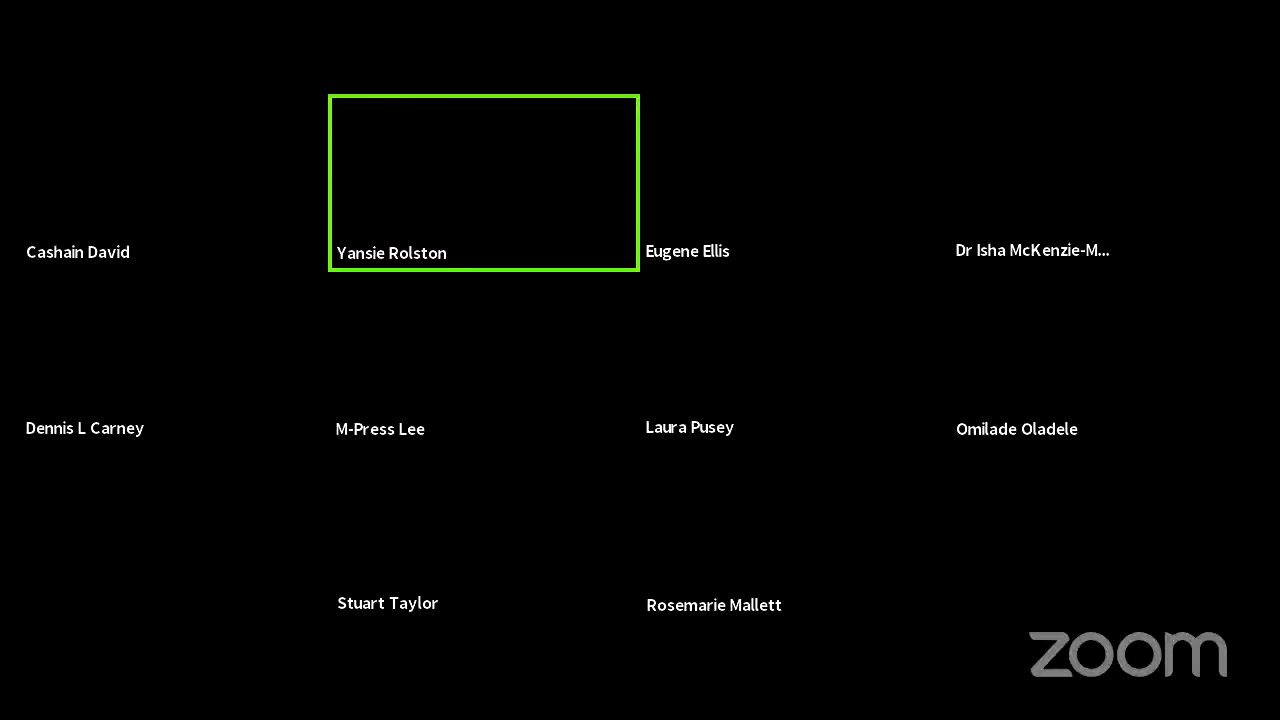 Cashain David
Yansie Rolston
Eugene Ellis
Dr Isha McKenzie-M...
Dennis L Carney
M-Press Lee
Laura Pusey
Omilade Oladele
Stuart Taylor
Rosemarie Mallett
zoom